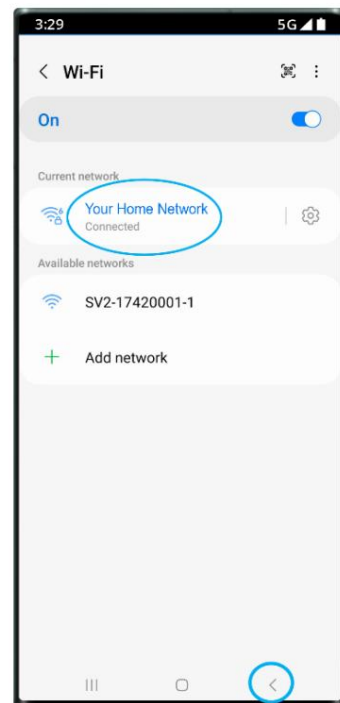 3:29 5G
Wi-Fi
On
Current network
Your Home Network
Connected
Available networks
SV2-17420001-1
Add network